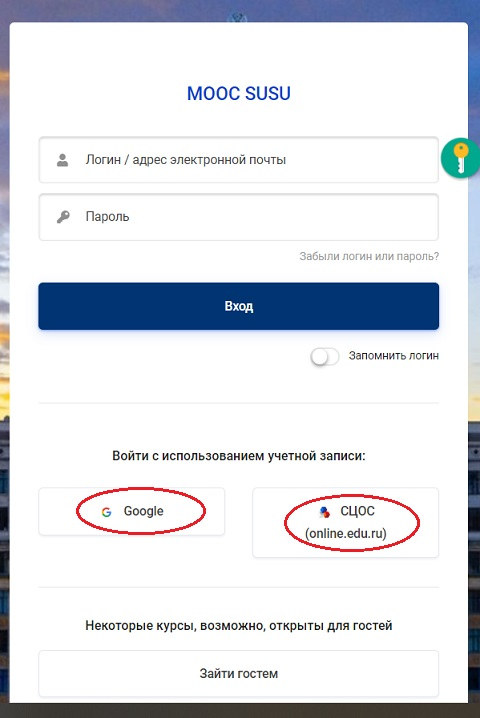 MOOC SUSU
Логин / адрес электронной почты
Пароль
Забыли логин или пароль?
Вход
Запомнить логин
Войти с использованием учетной записи:
Google
СЦОС
(online.edu.ru)
Некоторые курсы, возможно, открыты для гостей
Зайти гостем